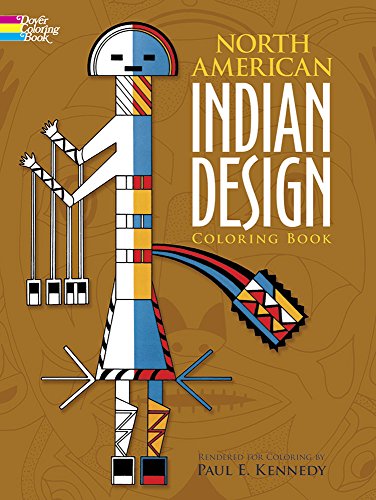 Dover
Coloring
Book
NORTH
AMERICAN
INDIAN
DESIGN
COLORING BOOK
RENDERED FOR COLORING BY
PAUL E. KENNEDY